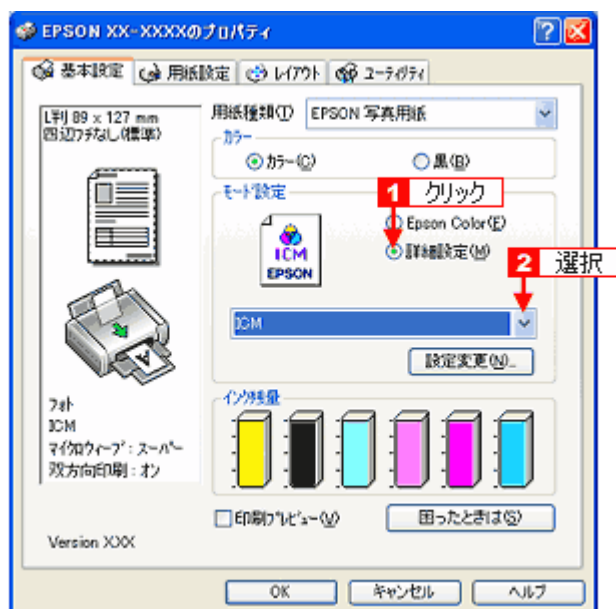 EPSON XX-XXXXのプロパティ
基本設定 用紙設定 レイアウト ユーティリティ
L判 89 x 127 mm
四辺フチなし(標準)
フォト
ICM
マイクロウィーブ：スーパー
双方向印刷：オン
Version XXX
用紙種類(T) EPSON 写真用紙
カラー
カラー(C) 黒(B)
モード設定
1 クリック
ICM
EPSON
Epson Color(E)
詳細設定(M)
2 選択
ICM
設定変更(N)...
インク残量
印刷プレビュー(V) 困ったときは(S)
OK キャンセル ヘルプ